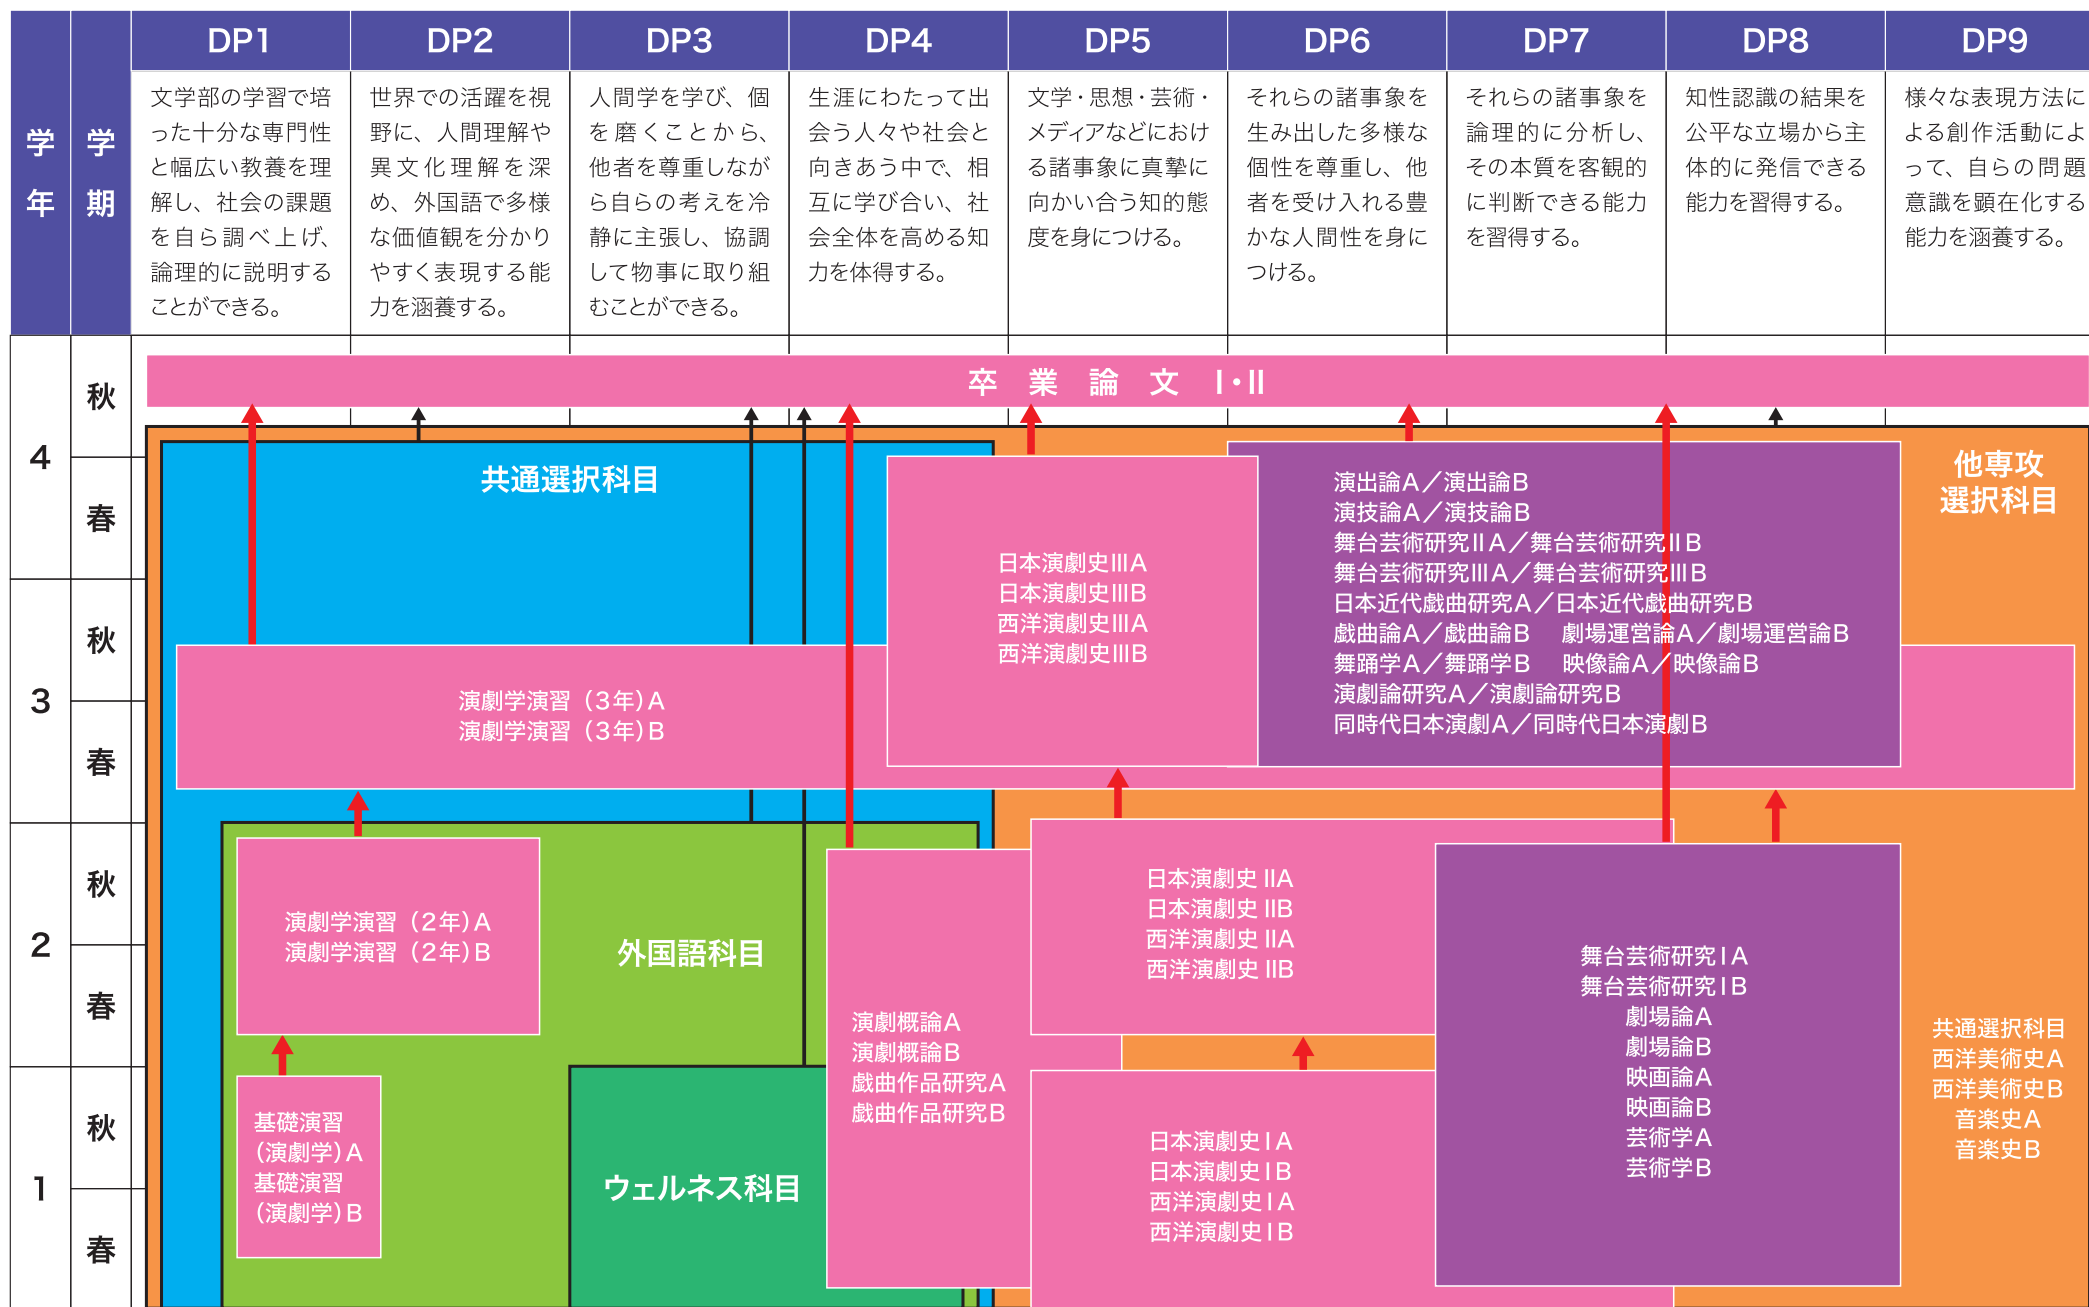 学年
学期
DP1
DP2
DP3
DP4
DP5
DP6
DP7
DP8
DP9
文学部の学習で培
った十分な専門性
と幅広い教養を理
解し、社会の課題
を自ら調べ上げ、
論理的に説明する
ことができる。
世界での活躍を視
野に、人間理解や
異文化理解を深
め、外国語で多様
な価値観を分かり
やすく表現する能
力を涵養する。
人間学を学び、個
を磨くことから、
他者を尊重しなが
ら自らの考えを冷
静に主張し、協調
して物事に取り組
むことができる。
生涯にわたって出
会う人々や社会と
向きあう中で、相
互に学び合い、社
会全体を高める知
力を体得する。
文学・思想・芸術・
メディアなどにおけ
る諸事象に真摯に
向かい合う知的態
度を身につける。
それらの諸事象を
生み出した多様な
個性を尊重し、他
者を受け入れる豊
かな人間性を身に
つける。
それらの諸事象を
論理的に分析し、
その本質を客観的
に判断できる能力
を習得する。
知性認識の結果を
公平な立場から主
体的に発信できる
能力を習得する。
様々な表現方法に
よる創作活動によ
って、自らの問題
意識を顕在化する
能力を涵養する。
卒業論文 I・II
4
秋
春
3
秋
春
2
秋
春
1
秋
春
共通選択科目
他専攻
選択科目
日本演劇史IIIA
日本演劇史IIIB
西洋演劇史IIIA
西洋演劇史IIIB
演出論A／演出論B
演技論A／演技論B
舞台芸術研究IIA／舞台芸術研究IIB
舞台芸術研究IIIA／舞台芸術研究IIIB
日本近代戯曲研究A／日本近代戯曲研究B
戯曲論A／戯曲論B 劇場運営論A／劇場運営論B
舞踊学A／舞踊学B 映像論A／映像論B
演劇論研究A／演劇論研究B
同時代日本演劇A／同時代日本演劇B
演劇学演習（3年）A
演劇学演習（3年）B
演劇学演習（2年）A
演劇学演習（2年）B
外国語科目
日本演劇史 IIA
日本演劇史 IIB
西洋演劇史 IIA
西洋演劇史 IIB
演劇概論A
演劇概論B
戯曲作品研究A
戯曲作品研究B
舞台芸術研究IA
舞台芸術研究IB
劇場論A
劇場論B
映画論A
映画論B
芸術学A
芸術学B
共通選択科目
西洋美術史A
西洋美術史B
音楽史A
音楽史B
基礎演習
（演劇学）A
基礎演習
（演劇学）B
ウェルネス科目
日本演劇史IA
日本演劇史IB
西洋演劇史IA
西洋演劇史IB